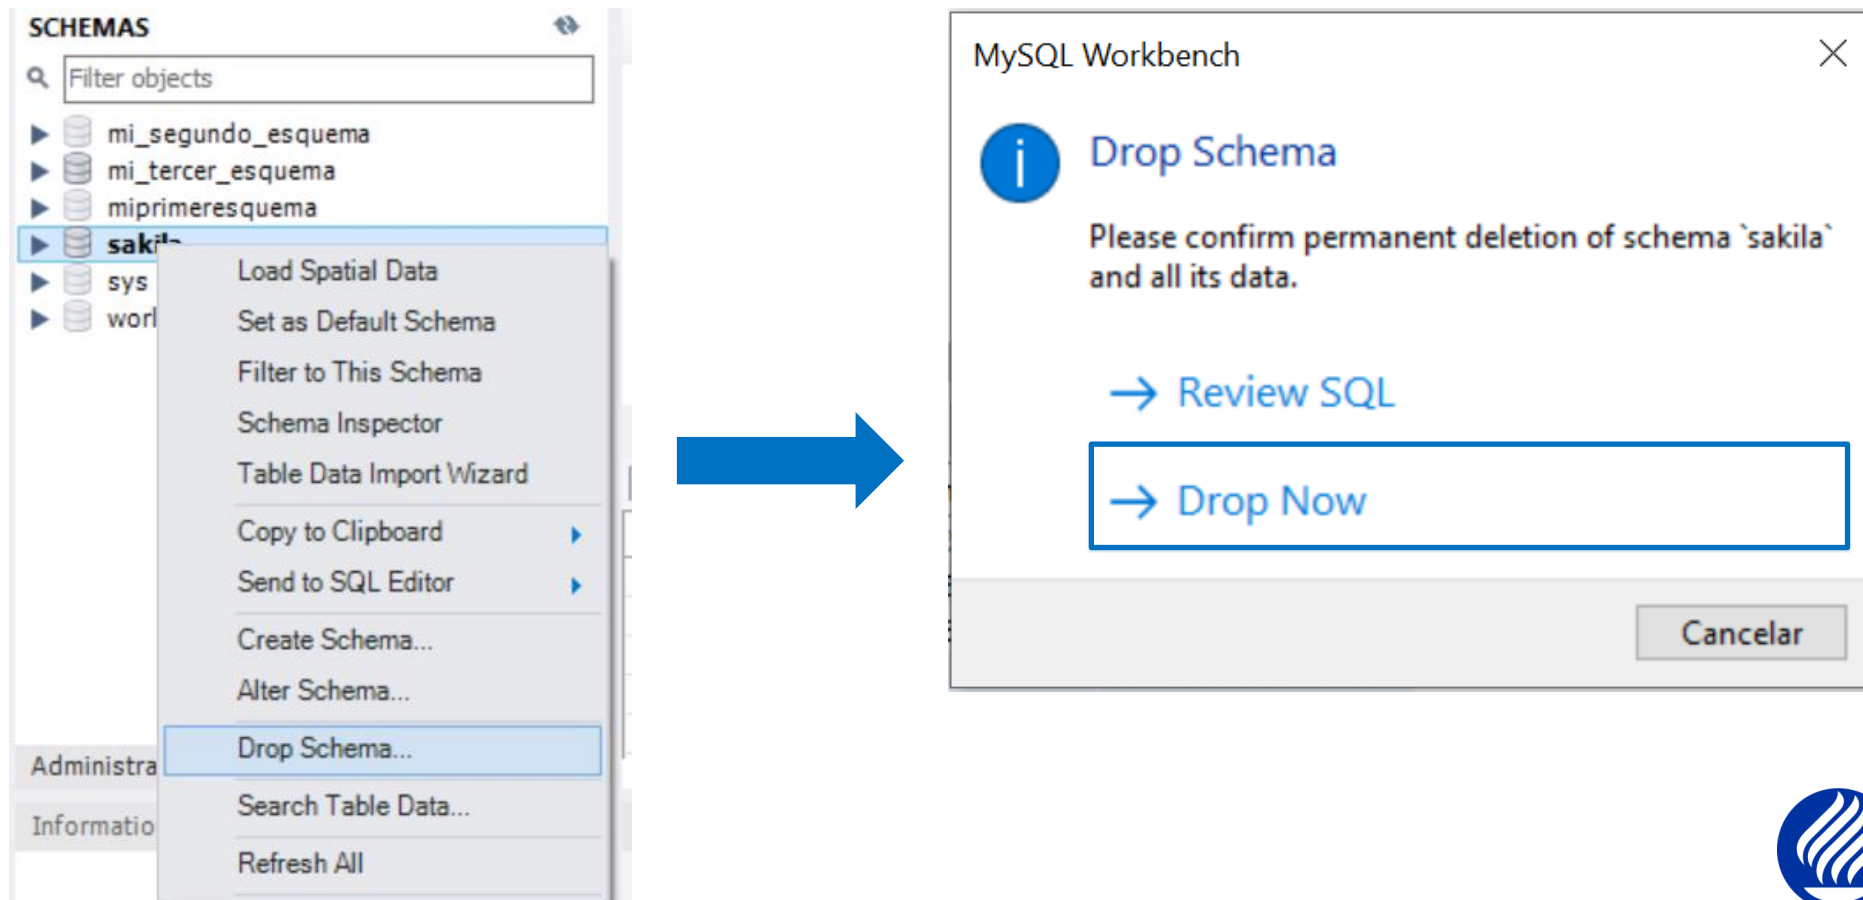 SCHEMAS
Filter objects
mi_segundo_esquema
mi_tercer_esquema
miprimeresquema
sakila
sys
Load Spatial Data
Set as Default Schema
Filter to This Schema
Schema Inspector
Table Data Import Wizard
Copy to Clipboard
Send to SQL Editor
Create Schema...
Alter Schema...
Drop Schema...
Search Table Data...
Refresh All
Administra
Informatio
MySQL Workbench
Drop Schema
Please confirm permanent deletion of schema `sakila`
and all its data.
→ Review SQL
→ Drop Now
Cancelar